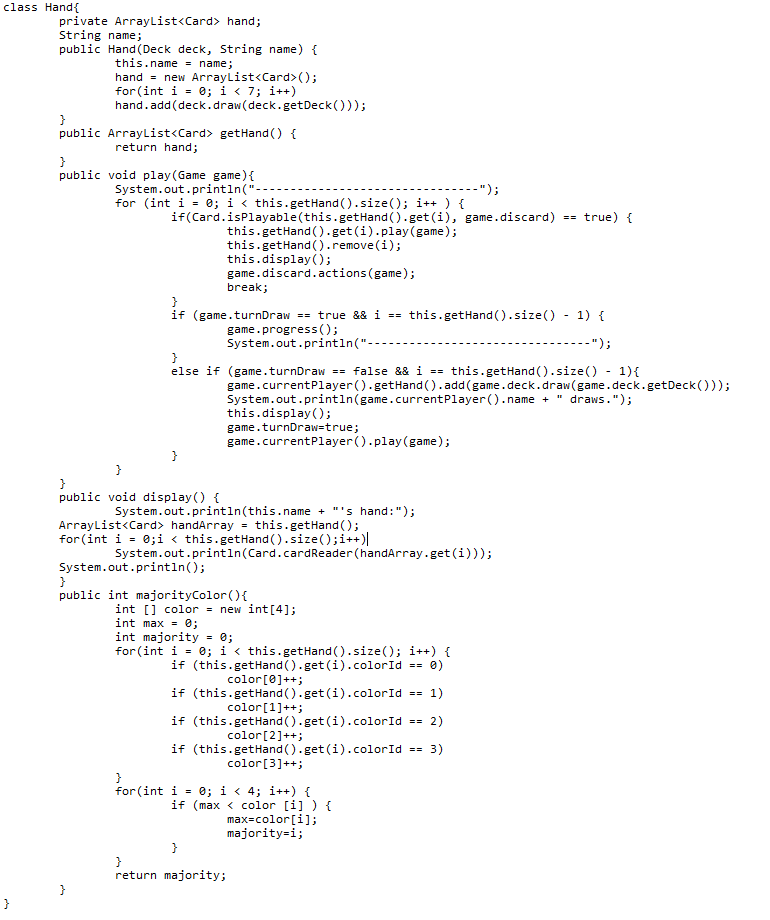 class Hand{
private ArrayList<Card> hand;
String name;
public Hand(Deck deck, String name) {
this.name = name;
hand = new ArrayList<Card>();
for(int i = 0; i < 7; i++)
hand.add(deck.draw(deck.getDeck()));
}
public ArrayList<Card> getHand() {
return hand;
}
public void play(Game game){
System.out.println("--------------------------------");
for (int i = 0; i < this.getHand().size(); i++ ) {
if(Card.isPlayable(this.getHand().get(i), game.discard) == true) {
this.getHand().get(i).play(game);
this.getHand().remove(i);
this.display();
game.discard.actions(game);
break;
}
if (game.turnDraw == true && i == this.getHand().size() - 1) {
game.progress();
System.out.println("--------------------------------");
}
else if (game.turnDraw == false && i == this.getHand().size() - 1){
game.currentPlayer().getHand().add(game.deck.draw(game.deck.getDeck()));
System.out.println(game.currentPlayer().name + " draws.");
this.display();
game.turnDraw=true;
game.currentPlayer().play(game);
}
}
}
public void display() {
System.out.println(this.name + "'s hand:");
ArrayList<Card> handArray = this.getHand();
for(int i = 0;i < this.getHand().size();i++)
System.out.println(Card.cardReader(handArray.get(i)));
System.out.println();
}
public int majorityColor(){
int [] color = new int[4];
int max = 0;
int majority = 0;
for(int i = 0; i < this.getHand().size(); i++) {
if (this.getHand().get(i).colorId == 0)
color[0]++;
if (this.getHand().get(i).colorId == 1)
color[1]++;
if (this.getHand().get(i).colorId == 2)
color[2]++;
if (this.getHand().get(i).colorId == 3)
color[3]++;
}
for(int i = 0; i < 4; i++) {
if (max < color [i] ) {
max=color[i];
majority=i;
}
}
return majority;
}
}